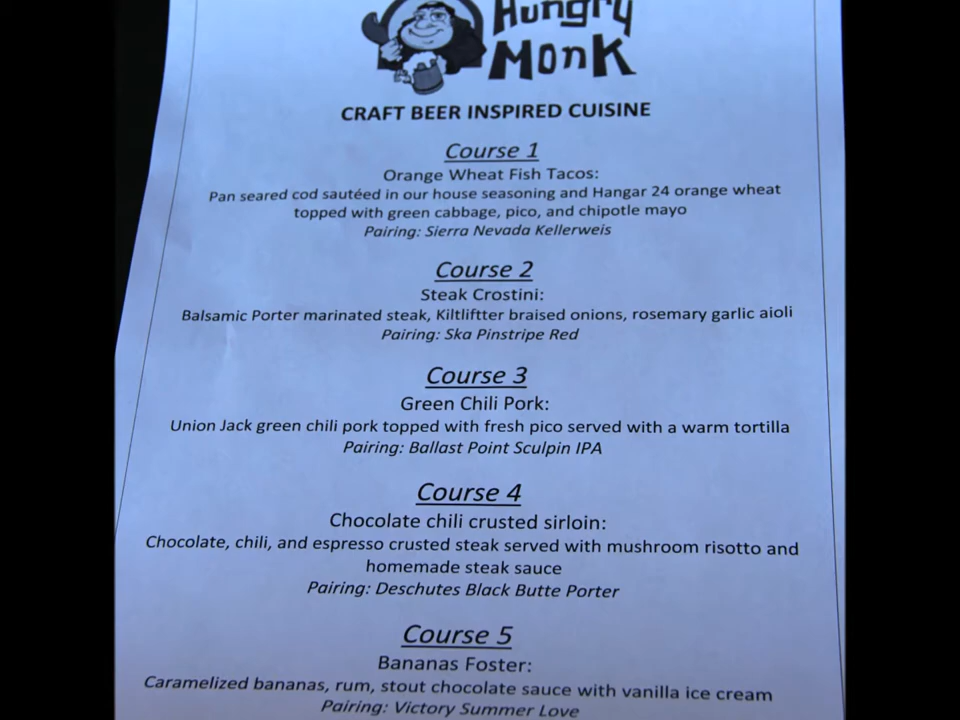 Hungry
Monk
CRAFT BEER INSPIRED CUISINE
Course 1
Orange Wheat Fish Tacos:
Pan seared cod sautéed in our house seasoning and Hangar 24 orange wheat
topped with green cabbage, pico, and chipotle mayo
Pairing: Sierra Nevada Kellerweis
Course 2
Steak Crostini:
Balsamic Porter marinated steak, Kiltliftter braised onions, rosemary garlic aioli
Pairing: Ska Pinstripe Red
Course 3
Green Chili Pork:
Union Jack green chili pork topped with fresh pico served with a warm tortilla
Pairing: Ballast Point Sculpin IPA
Course 4
Chocolate chili crusted sirloin:
Chocolate, chili, and espresso crusted steak served with mushroom risotto and
homemade steak sauce
Pairing: Deschutes Black Butte Porter
Course 5
Bananas Foster:
Caramelized bananas, rum, stout chocolate sauce with vanilla ice cream
Pairing: Victory Summer Love